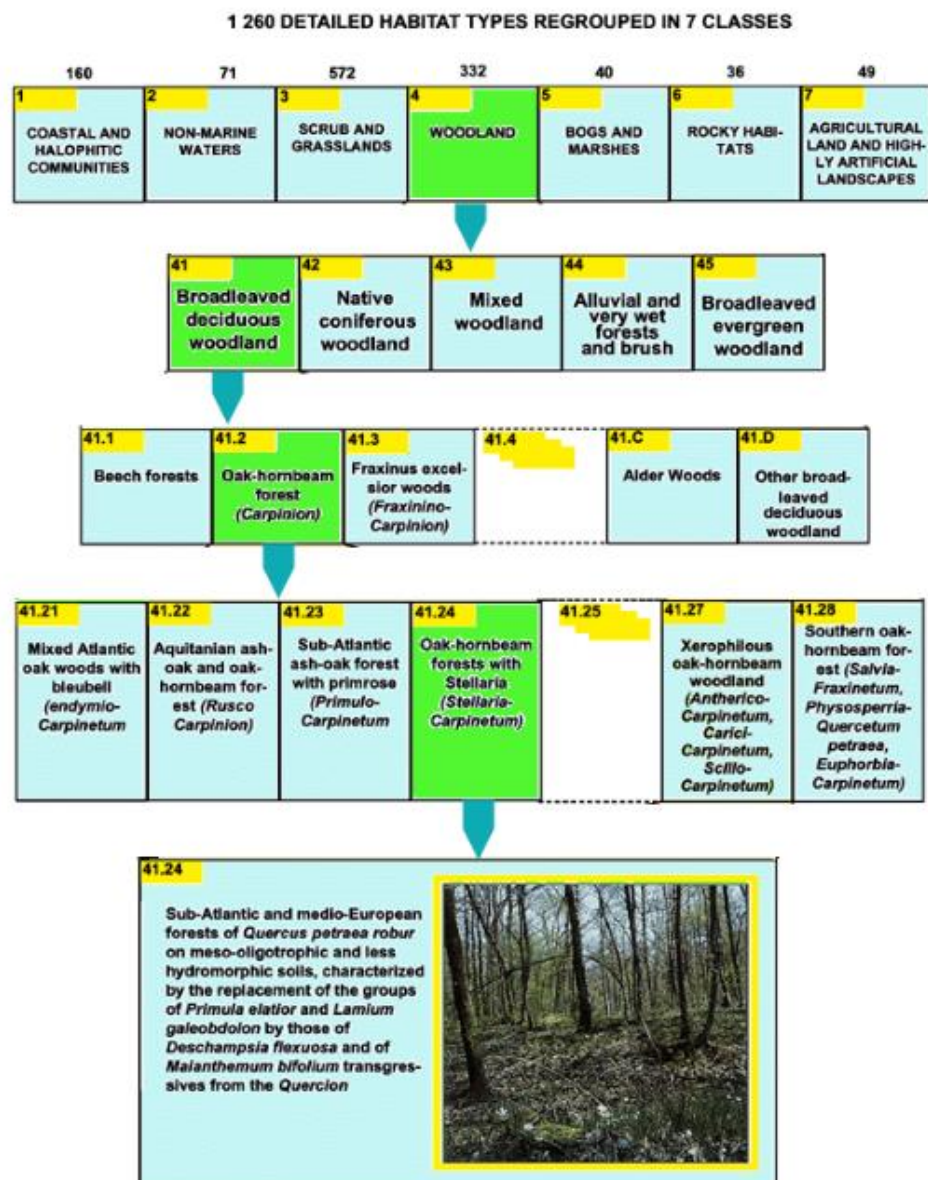 1 260 DETAILED HABITAT TYPES REGROUPED IN 7 CLASSES
160
71
572
332
40
36
49
1
COASTAL AND
HALOPHITIC
COMMUNITIES
2
NON-MARINE
WATERS
3
SCRUB AND
GRASSLANDS
4
WOODLAND
5
BOGS AND
MARSHES
6
ROCKY HABI-
TATS
7
AGRICULTURAL
LAND AND HIGH-
LY ARTIFICIAL
LANDSCAPES
41
Broadleaved
deciduous
woodland
42
Native
coniferous
woodland
43
Mixed
woodland
44
Alluvial and
very wet
forests
and brush
45
Broadleaved
evergreen
woodland
41.1
Beech forests
41.2
Oak-hornbeam
forest
(Carpinion)
41.3
Fraxinus excel-
sior woods
(Fraxinino-
Carpinion)
41.4
41.C
Alder Woods
41.D
Other broad-
leaved
deciduous
woodland
41.21
Mixed Atlantic
oak woods with
bleubell
(endymio-
Carpinetum
41.22
Aquitanian ash-
oak and oak-
hornbeam for-
est (Rusco
Carpinion)
41.23
Sub-Atlantic
ash-oak forest
with primrose
(Primulo-
Carpinetum
41.24
Oak-hornbeam
forests with
Stellaria
(Stellaria-
Carpinetum)
41.25
41.27
Xerophilous
oak-hornbeam
woodland
(Antherico-
Carpinetum,
Carici-
Carpinetum,
Scillo-
Carpinetum)
41.28
Southern oak-
hornbeam for-
est (Salvia-
Fraxinetum,
Physosperria-
Quercetum
petraea,
Euphorbia-
Carpinetum)
41.24
Sub-Atlantic and medio-European
forests of Quercus petraea robur
on meso-oligotrophic and less
hydromorphic soils, characterized
by the replacement of the groups
of Primula elatior and Lamium
galeobdolon by those of
Deschampsia flexuosa and of
Maianthemum bifolium transgres-
sives from the Quercion